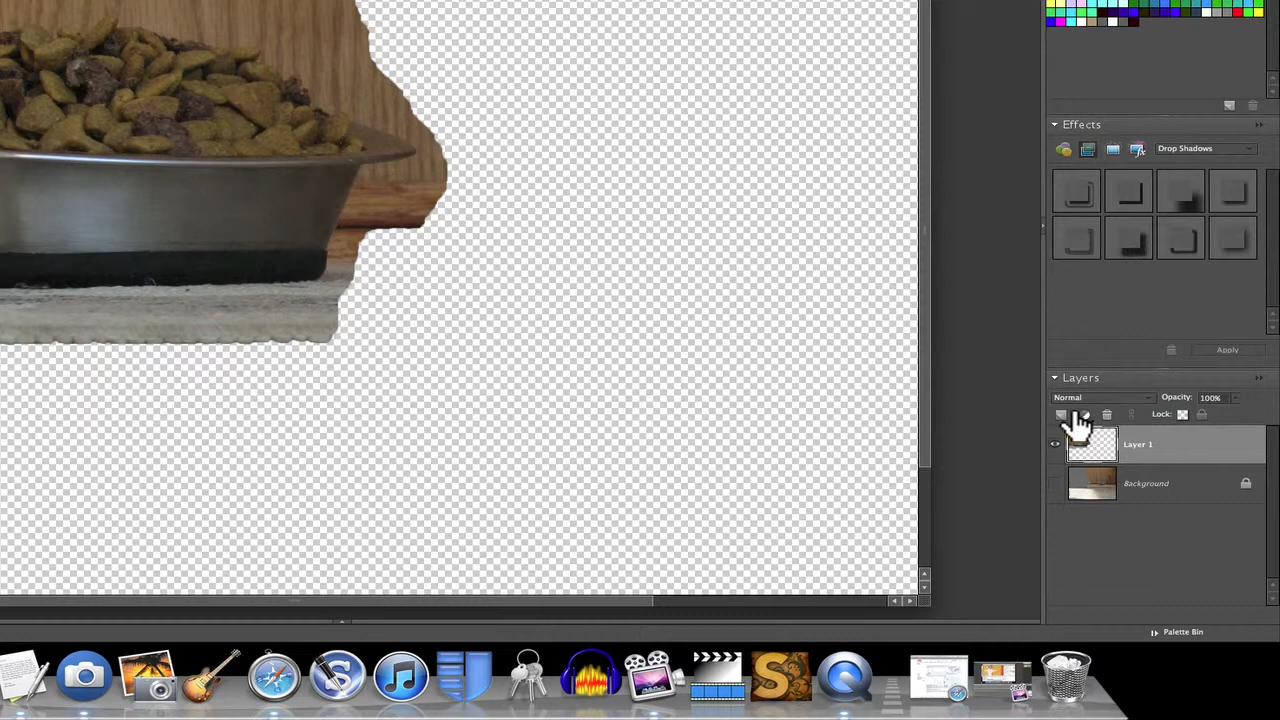 Effects
Drop Shadows
Apply
Layers
Normal Opacity: 100%
Lock:
Layer 1
Background
Palette Bin